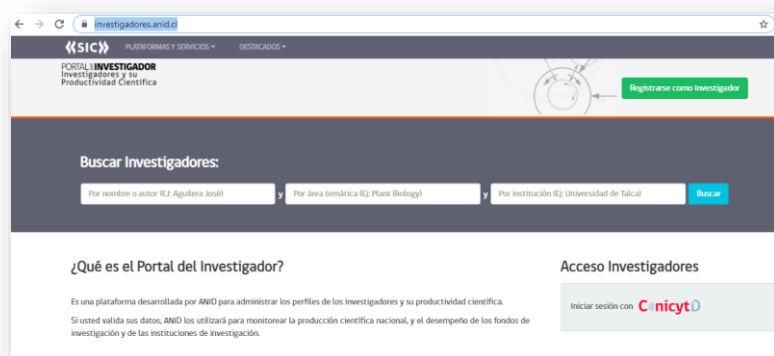 investigadores.anid.cl
SIC PLATAFORMAS Y SERVICIOS DESTACADOS
PORTAL DEL INVESTIGADOR
Investigadores y su
Productividad Científica
Registrarse como Investigador
Buscar Investigadores:
Por nombre o autor (EJ: Aguilera José) y Por área temática (Ej: Plant Biology) y Por institución (Ej: Universidad de Talca) Buscar
¿Qué es el Portal del Investigador?
Acceso Investigadores
Es una plataforma desarrollada por ANID para administrar los perfiles de los investigadores y su productividad científica.
Iniciar sesión con ConicytID
Si usted valida sus datos, ANID los utilizará para monitorear la producción científica nacional, y el desempeño de los fondos de
investigación y de las instituciones de investigación.